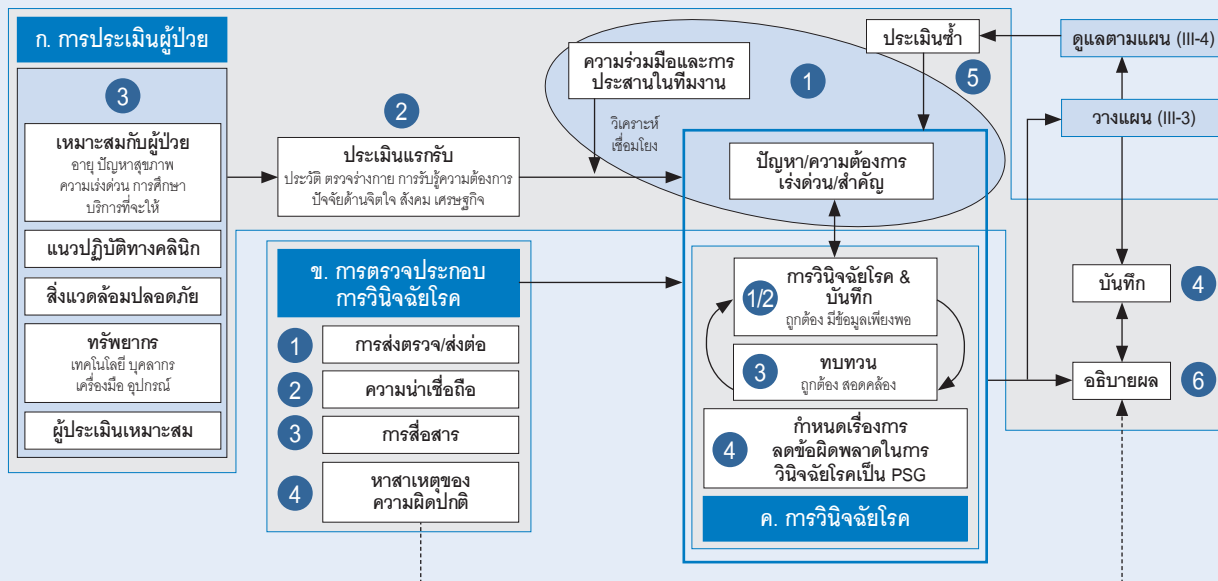 ก. การประเมินผู้ป่วย
3
เหมาะสมกับผู้ป่วย
อายุ ปัญหาสุขภาพ
ความเร่งด่วน การศึกษา
บริการที่จะให้
แนวปฏิบัติทางคลินิก
สิ่งแวดล้อมปลอดภัย
ทรัพยากร
เทคโนโลยี บุคลากร
เครื่องมือ อุปกรณ์
ผู้ประเมินเหมาะสม
2
ประเมินแรกรับ
ประวัติ ตรวจร่างกาย การรับรู้ความต้องการ
ปัจจัยด้านจิตใจ สังคม เศรษฐกิจ
ความร่วมมือและการ
ประสานในทีมงาน
1
วิเคราะห์
เชื่อมโยง
ประเมินซ้ำ
5
ดูแลตามแผน (III-4)
วางแผน (III-3)
ปัญหา/ความต้องการ
เร่งด่วน/สำคัญ
ข. การตรวจประกอบ
การวินิจฉัยโรค
1
การส่งตรวจ/ส่งต่อ
2
ความน่าเชื่อถือ
3
การสื่อสาร
4
หาสาเหตุของ
ความผิดปกติ
1/2
การวินิจฉัยโรค &
บันทึก
ถูกต้อง มีข้อมูลเพียงพอ
3
ทบทวน
ถูกต้อง สอดคล้อง
4
กำหนดเรื่องการ
ลดข้อผิดพลาดในการ
วินิจฉัยโรคเป็น PSG
ค. การวินิจฉัยโรค
บันทึก
4
อธิบายผล
6